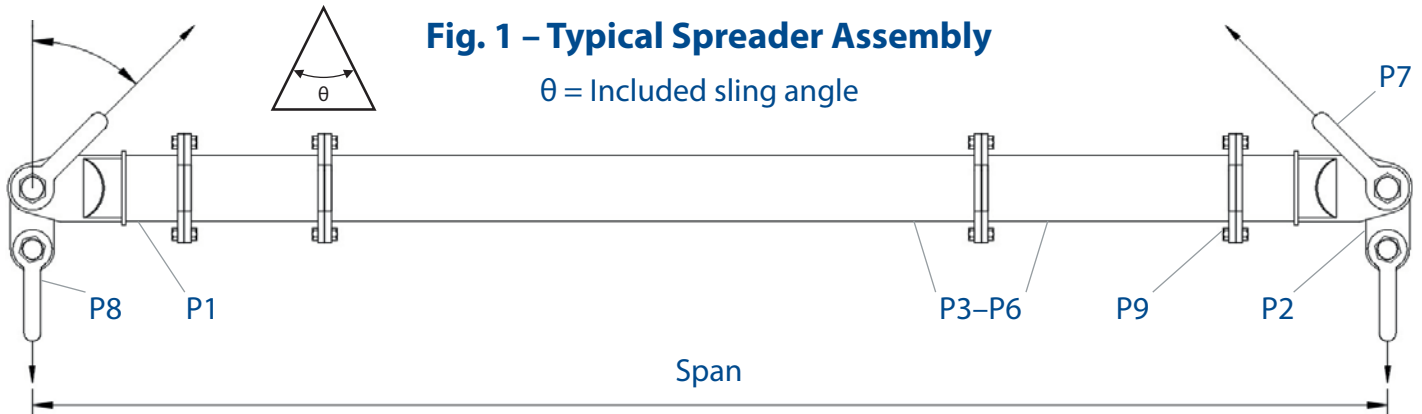 Fig. 1 – Typical Spreader Assembly
θ = Included sling angle
θ
P7
P8
P1
P3–P6
P9
P2
Span